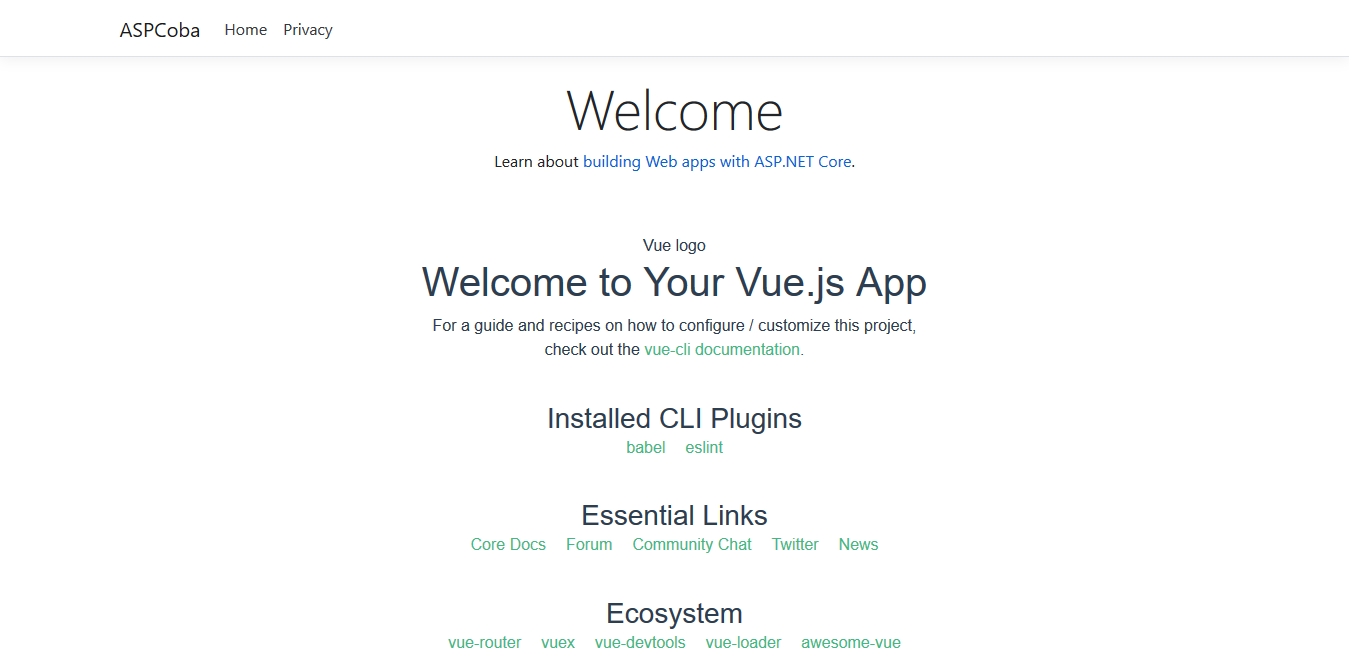 ASPCoba Home Privacy
Welcome
Learn about building Web apps with ASP.NET Core.
Vue logo
Welcome to Your Vue.js App
For a guide and recipes on how to configure / customize this project,
check out the vue-cli documentation.
Installed CLI Plugins
babel eslint
Essential Links
Core Docs Forum Community Chat Twitter News
Ecosystem
vue-router vuex vue-devtools vue-loader awesome-vue